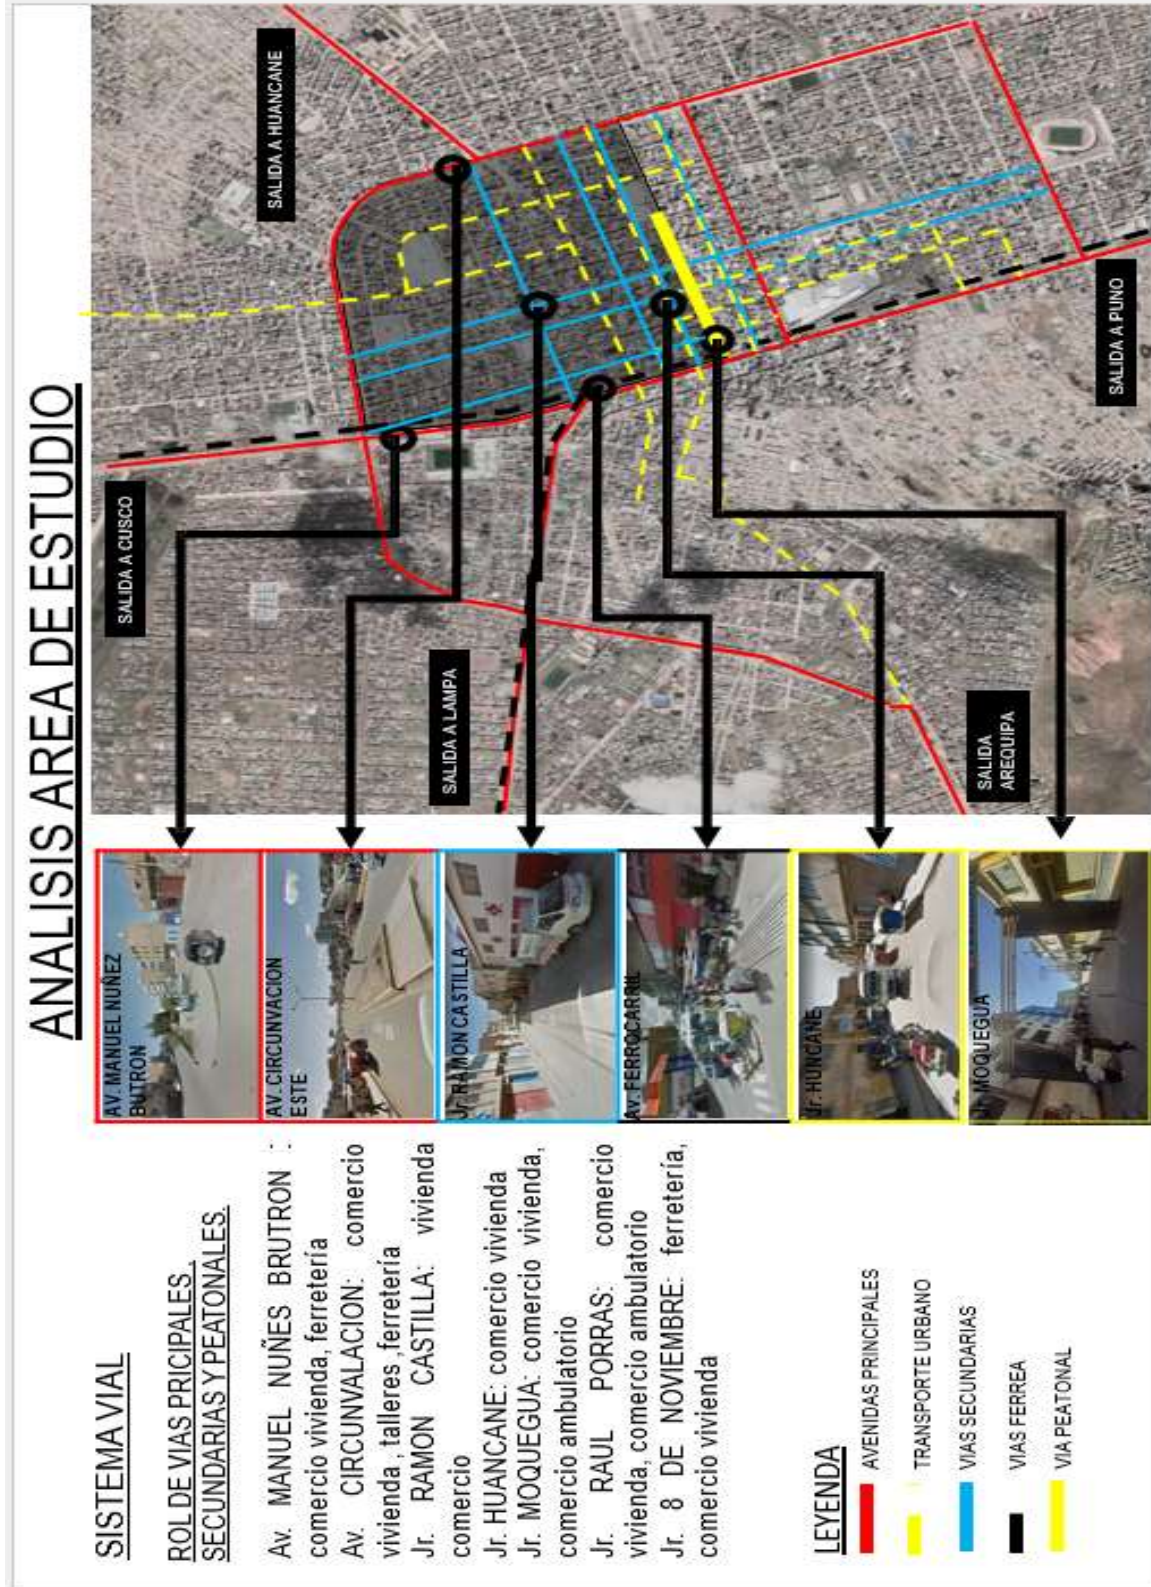 ANALISIS AREA DE ESTUDIO
SISTEMA VIAL
ROL DE VIAS PRICIPALES,
SECUNDARIAS Y PEATONALES.
Av. MANUEL NUÑES BRUTRON :
comercio vivienda, ferretería
Av. CIRCUNVALACION: comercio
vivienda , talleres ,ferretería
Jr. RAMON CASTILLA: vivienda
comercio
Jr. HUANCANE: comercio vivienda
Jr. MOQUEGUA: comercio vivienda,
comercio ambulatorio
Jr. RAUL PORRAS: comercio
vivienda, comercio ambulatorio
Jr. 8 DE NOVIEMBRE: ferretería,
comercio vivienda
LEYENDA
AVENIDAS PRINCIPALES
TRANSPORTE URBANO
VIAS SECUNDARIAS
VIAS FERREA
VIA PEATONAL
AV. MANUEL NUÑEZ
BUTRON
AV. CIRCUNVACION
ESTE
Jr. RAMON CASTILLA
Av. FERROCARRIL
Jr. HUNCANE
Jr. MOQUEGUA
SALIDA A CUSCO
SALIDA A HUANCANE
SALIDA A LAMPA
SALIDA
AREQUIPA
SALIDA A PUNO